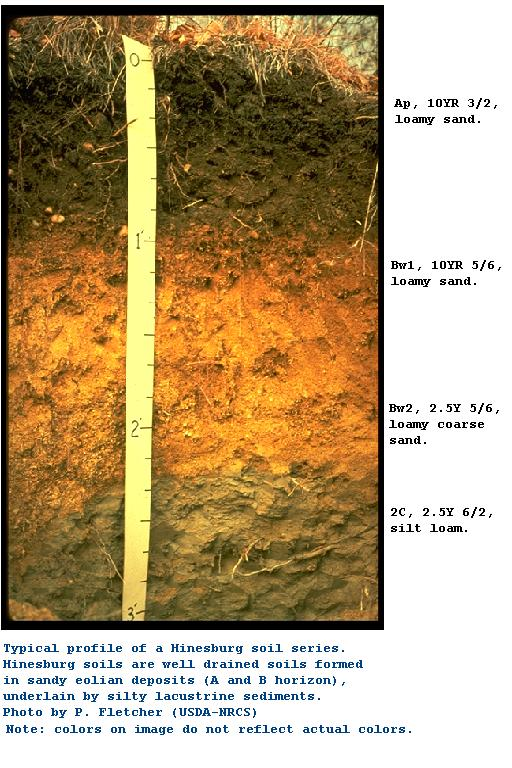 0
Ap, 10YR 3/2,
loamy sand.
1'
Bw1, 10YR 5/6,
loamy sand.
Bw2, 2.5Y 5/6,
loamy coarse
sand.
2'
2C, 2.5Y 6/2,
silt loam.
3'
Typical profile of a Hinesburg soil series.
Hinesburg soils are well drained soils formed
in sandy eolian deposits (A and B horizon),
underlain by silty lacustrine sediments.
Photo by P. Fletcher (USDA-NRCS)
Note: colors on image do not reflect actual colors.